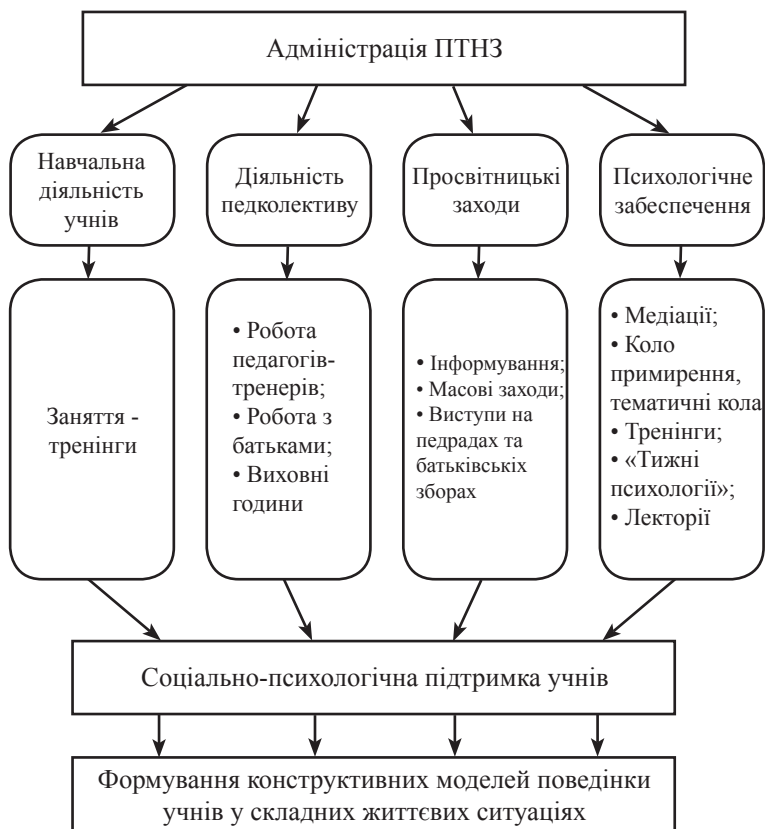 Адміністрація ПТНЗ
Навчальна
діяльність
учнів
Діяльність
педколективу
Просвітницькі
заходи
Психологічне
забеспечення
Заняття -
тренінги
• Робота
педагогів-
тренерів;
• Робота з
батьками;
• Виховні
години
• Інформування;
• Масові заходи;
• Виступи на
педрадах та
батьківськіх
зборах
• Медіації;
• Коло
примирення,
тематичні кола
• Тренінги;
• «Тижні
психології»;
• Лекторії
Соціально-психологічна підтримка учнів
Формування конструктивних моделей поведінки
учнів у складних життєвих ситуаціях